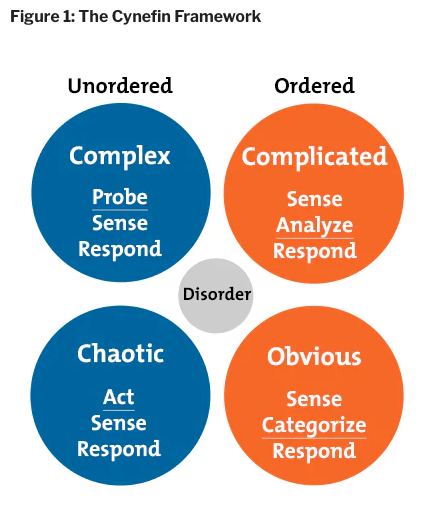 Figure 1: The Cynefin Framework
Unordered
Ordered
Complex
Probe
Sense
Respond
Complicated
Sense
Analyze
Respond
Disorder
Chaotic
Act
Sense
Respond
Obvious
Sense
Categorize
Respond